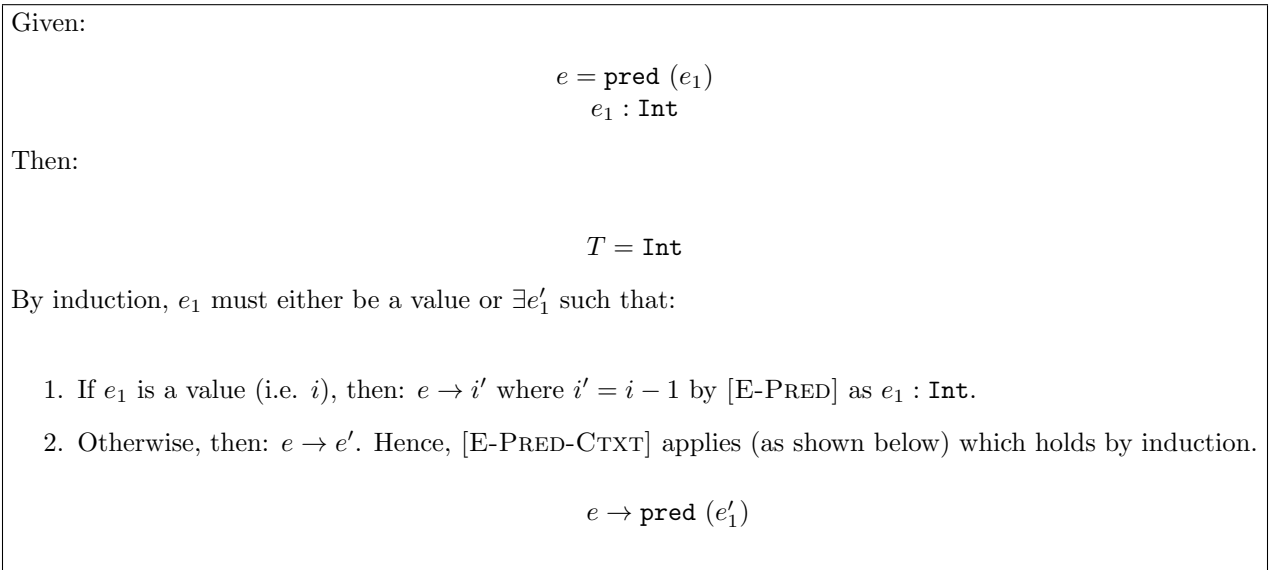 Given:
e = pred (e₁)
e₁ : Int
Then:
T = Int
By induction, e₁ must either be a value or ∃e′₁ such that:
1. If e₁ is a value (i.e. i), then: e → i′ where i′ = i − 1 by [E-Pred] as e₁ : Int.
2. Otherwise, then: e → e′. Hence, [E-Pred-Ctxt] applies (as shown below) which holds by induction.
e → pred (e′₁)